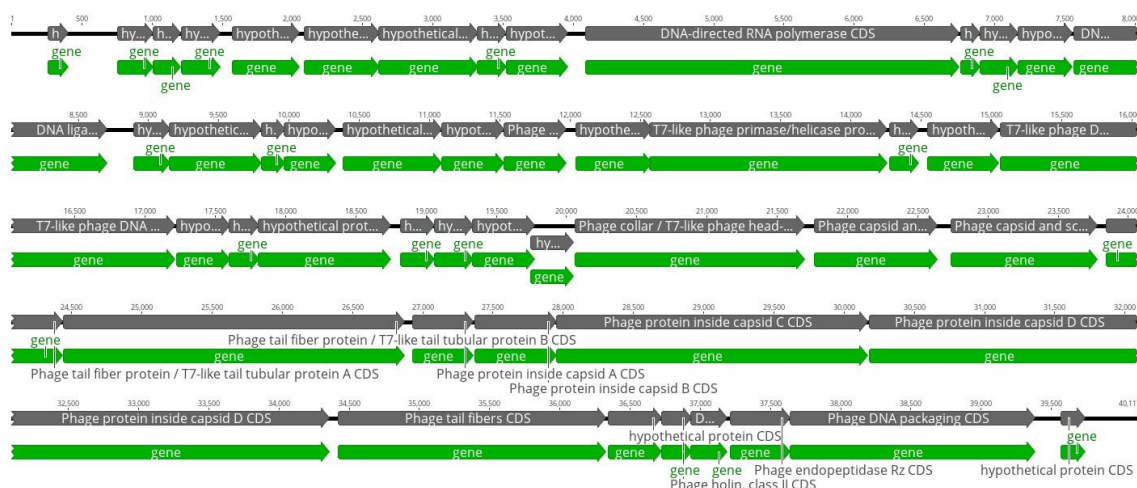 1 500 1,000 1,500 2,000 2,500 3,000 3,500 4,000 4,500 5,000 5,500 6,000 6,500 7,000 7,500 8,0
h hy... h.. hy... hypoth... hypothe... hypothetical... h... hypot... DNA-directed RNA polymerase CDS h hy... hypo... DN...
gene gene gene gene gene
gene gene gene gene gene gene gene gene
gene gene
8,500 9,000 9,500 10,000 10,500 11,000 11,500 12,000 12,500 13,000 13,500 14,000 14,500 15,000 15,500 16,00
DNA liga... hy... hypothetic... h. hypo... hypothetical... hypot... Phage ... hypothe... T7-like phage primase/helicase pro... h... hypoth... T7-like phage D...
gene gene gene
gene gene gene gene gene gene gene gene gene gene
16,500 17,000 17,500 18,000 18,500 19,000 19,500 20,000 20,500 21,000 21,500 22,000 22,500 23,000 23,500 24,00
T7-like phage DNA ... hypo... h... hypothetical prot... h... hy... hypot... Phage collar / T7-like phage head-... Phage capsid an... Phage capsid and sc...
hy...
gene gene gene gene
gene gene gene gene gene gene gene
gene
24,500 25,000 25,500 26,000 26,500 27,000 27,500 28,000 28,500 29,000 29,500 30,000 30,500 31,000 31,500 32,000
Phage protein inside capsid C CDS Phage protein inside capsid D CDS
gene Phage tail fiber protein / T7-like tail tubular protein B CDS
gene gene gene gene gene
Phage tail fiber protein / T7-like tail tubular protein A CDS Phage protein inside capsid A CDS
Phage protein inside capsid B CDS
32,500 33,000 33,500 34,000 34,500 35,000 35,500 36,000 36,500 37,000 37,500 38,000 38,500 39,000 39,500 40,11
Phage protein inside capsid D CDS Phage tail fibers CDS D... Phage DNA packaging CDS
hypothetical protein CDS gene
gene gene gene gene gene
gene gene Phage endopeptidase Rz CDS hypothetical protein CDS
Phage holin, class II CDS